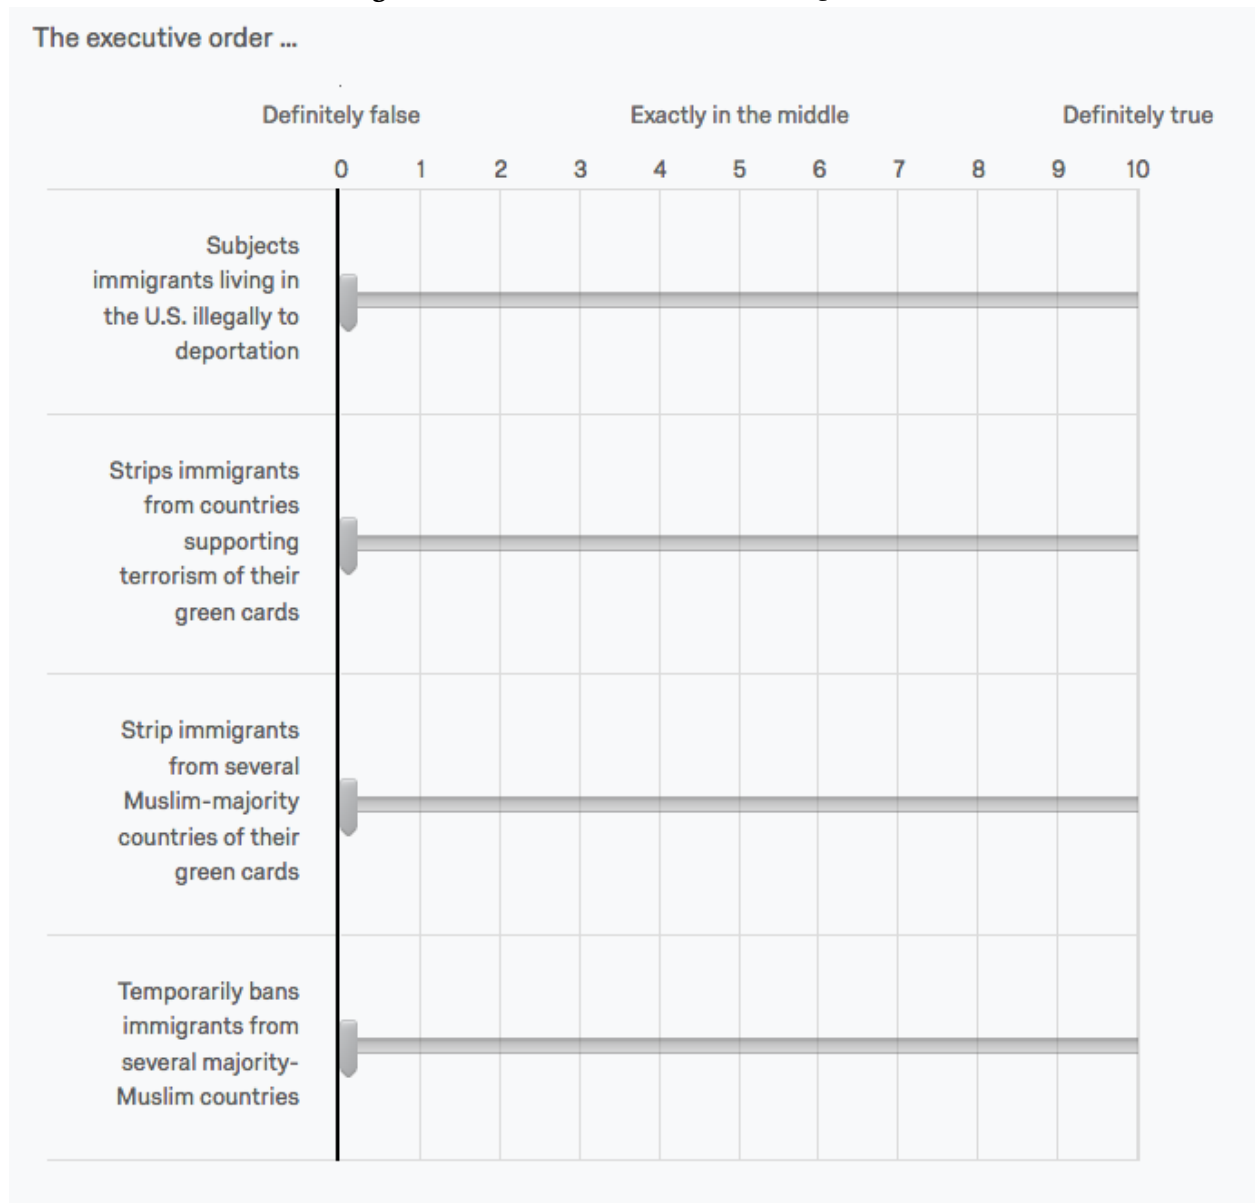 The executive order ...
Definitely false Exactly in the middle Definitely true
0 1 2 3 4 5 6 7 8 9 10
Subjects
immigrants living in
the U.S. illegally to
deportation
Strips immigrants
from countries
supporting
terrorism of their
green cards
Strip immigrants
from several
Muslim-majority
countries of their
green cards
Temporarily bans
immigrants from
several majority-
Muslim countries